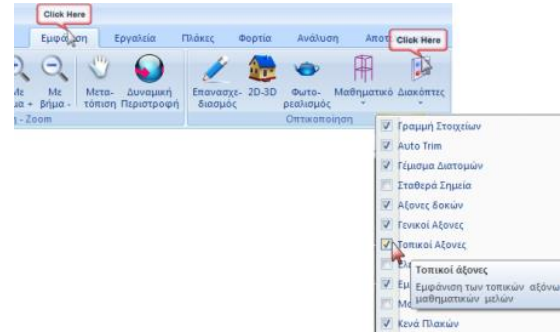 Click Here
Εμφάνιση Εργαλεία Πλάκες Φορτία Ανάλυση
Click Here
Με Με Μετα- Δυναμική Επανασχε- 2D-3D Φωτο- Μαθηματικό Διακόπτες
βήμα - τόπιση Περιστροφή διασμός ρεαλισμός
- Zoom Οπτικοποίηση
Γραμμή Στοιχείων
Auto Trim
Γέμισμα Διατομών
Σταθερά Σημεία
Άξονες δοκών
Γενικοί Άξονες
Τοπικοί Άξονες
Τοπικοί άξονες
Εμφάνιση των τοπικών αξόνω
μαθηματικών μελών
Κενά Πλακών